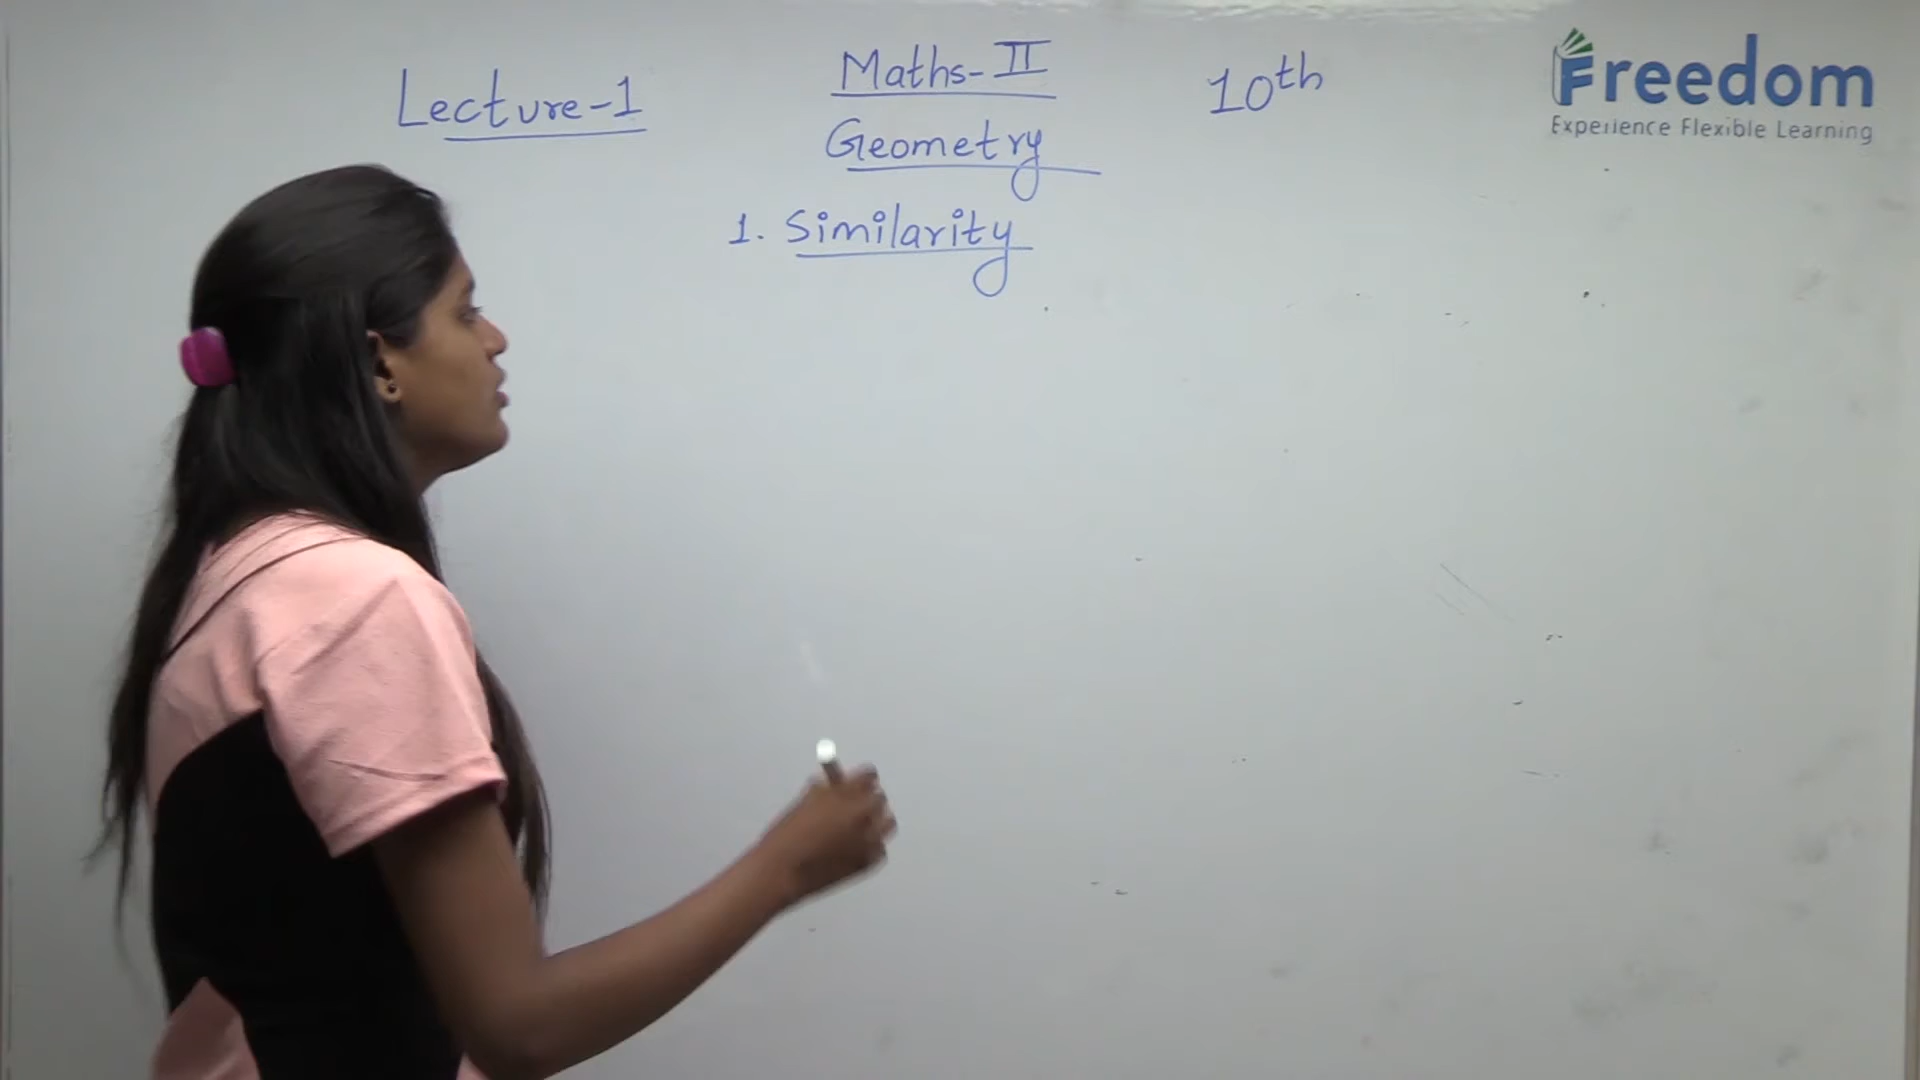 Lecture-1
Maths-II
10th
Geometry
1. Similarity
Freedom
Experience Flexible Learning